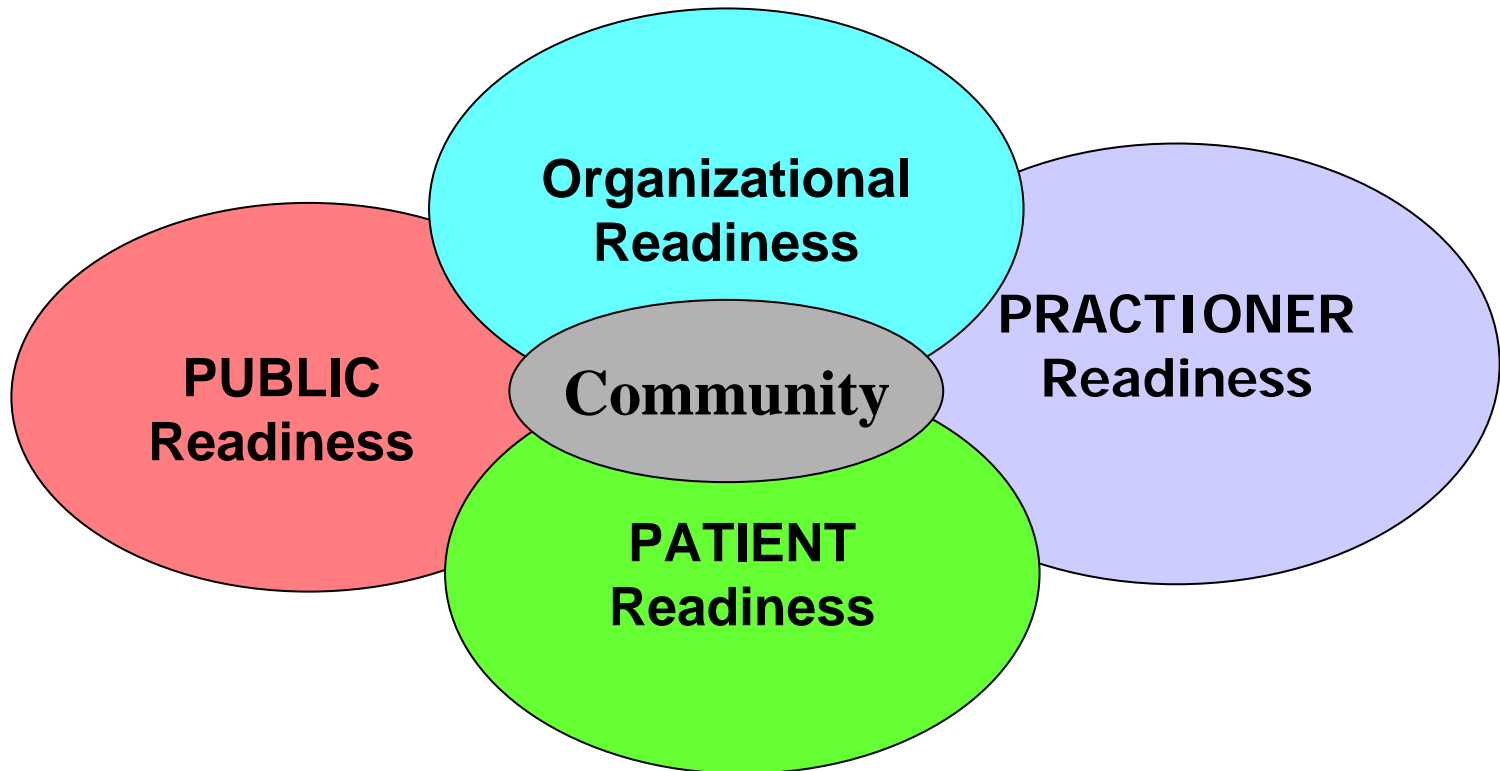 Organizational
Readiness
PRACTIONER
Readiness
PUBLIC
Readiness
Community
PATIENT
Readiness